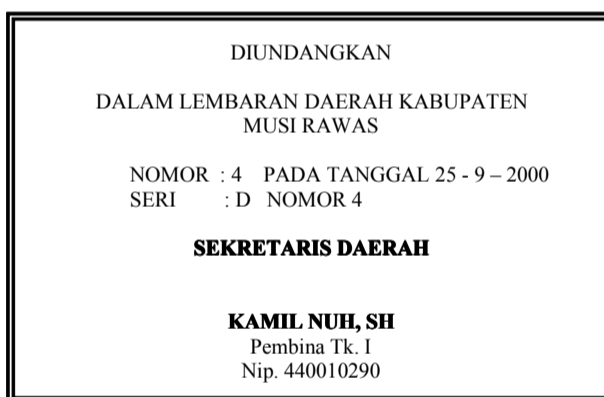 DIUNDANGKAN
DALAM LEMBARAN DAERAH KABUPATEN
MUSI RAWAS
NOMOR : 4 PADA TANGGAL 25 - 9 – 2000
SERI : D NOMOR 4
SEKRETARIS DAERAH
KAMIL NUH, SH
Pembina Tk. I
Nip. 440010290